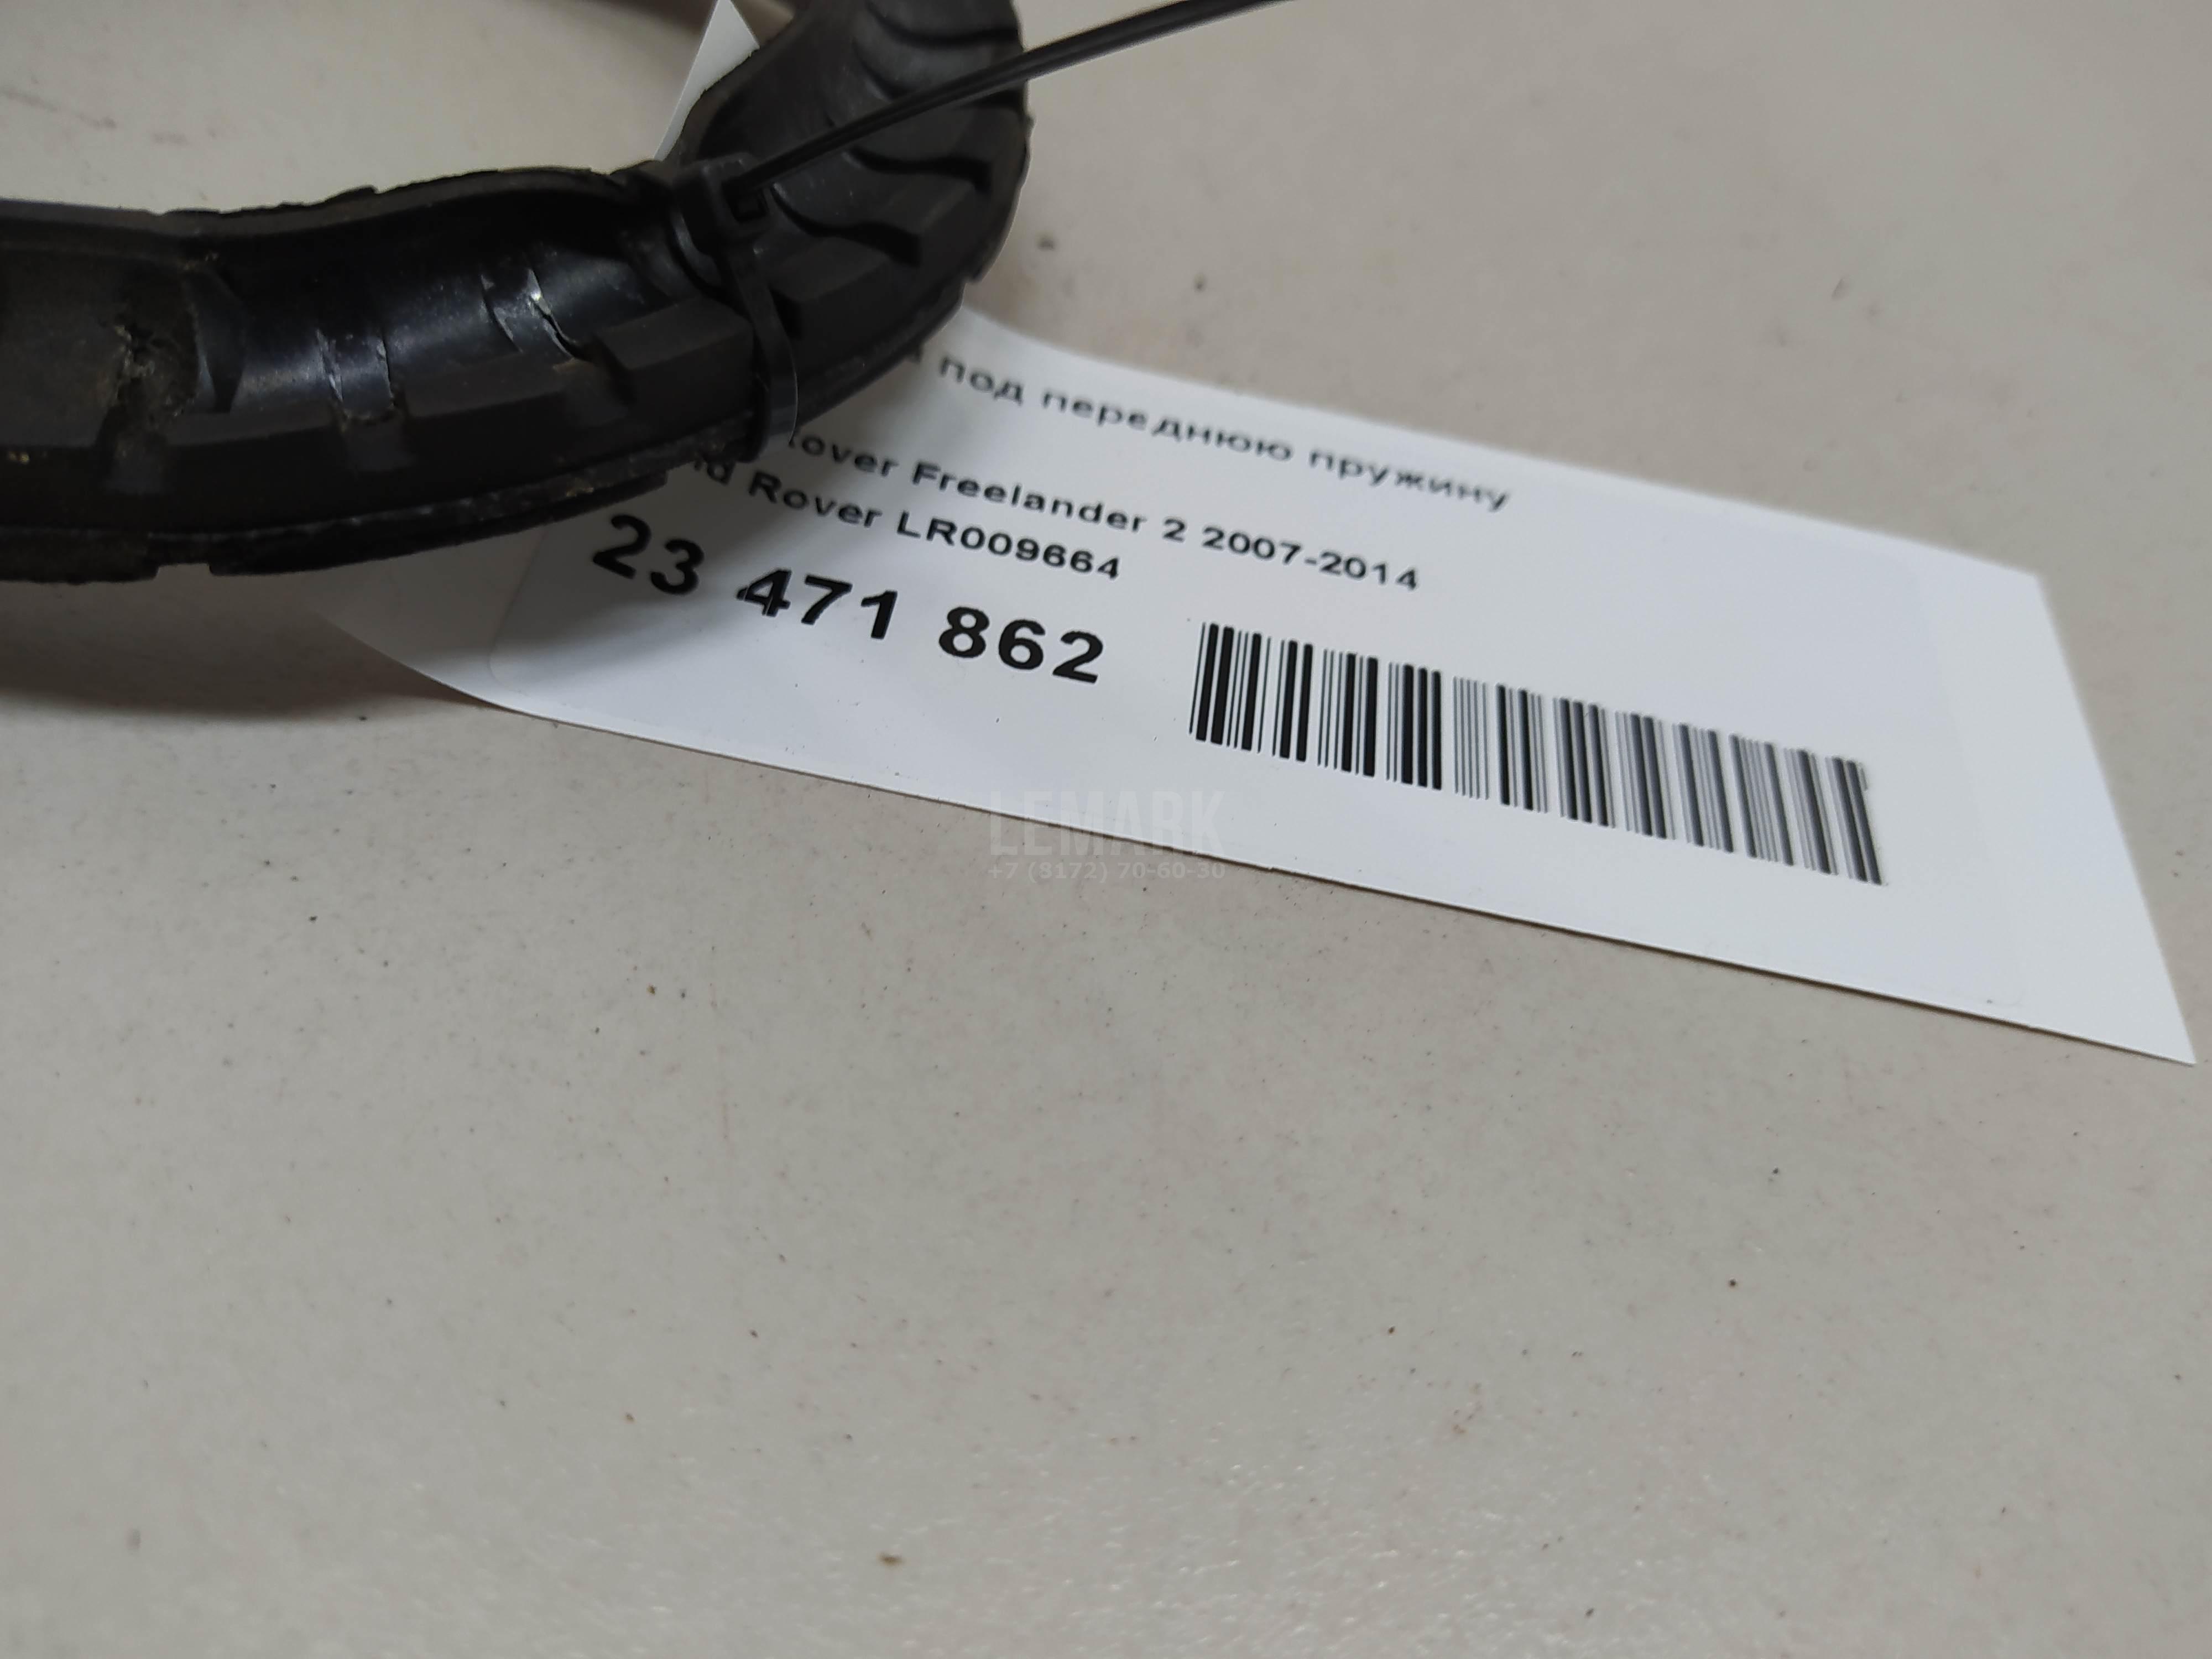 под переднюю пружину
Rover Freelander 2 2007-2014
Rover LR009664
23 471 862
LEMARK
+7 (8172) 70-60-30